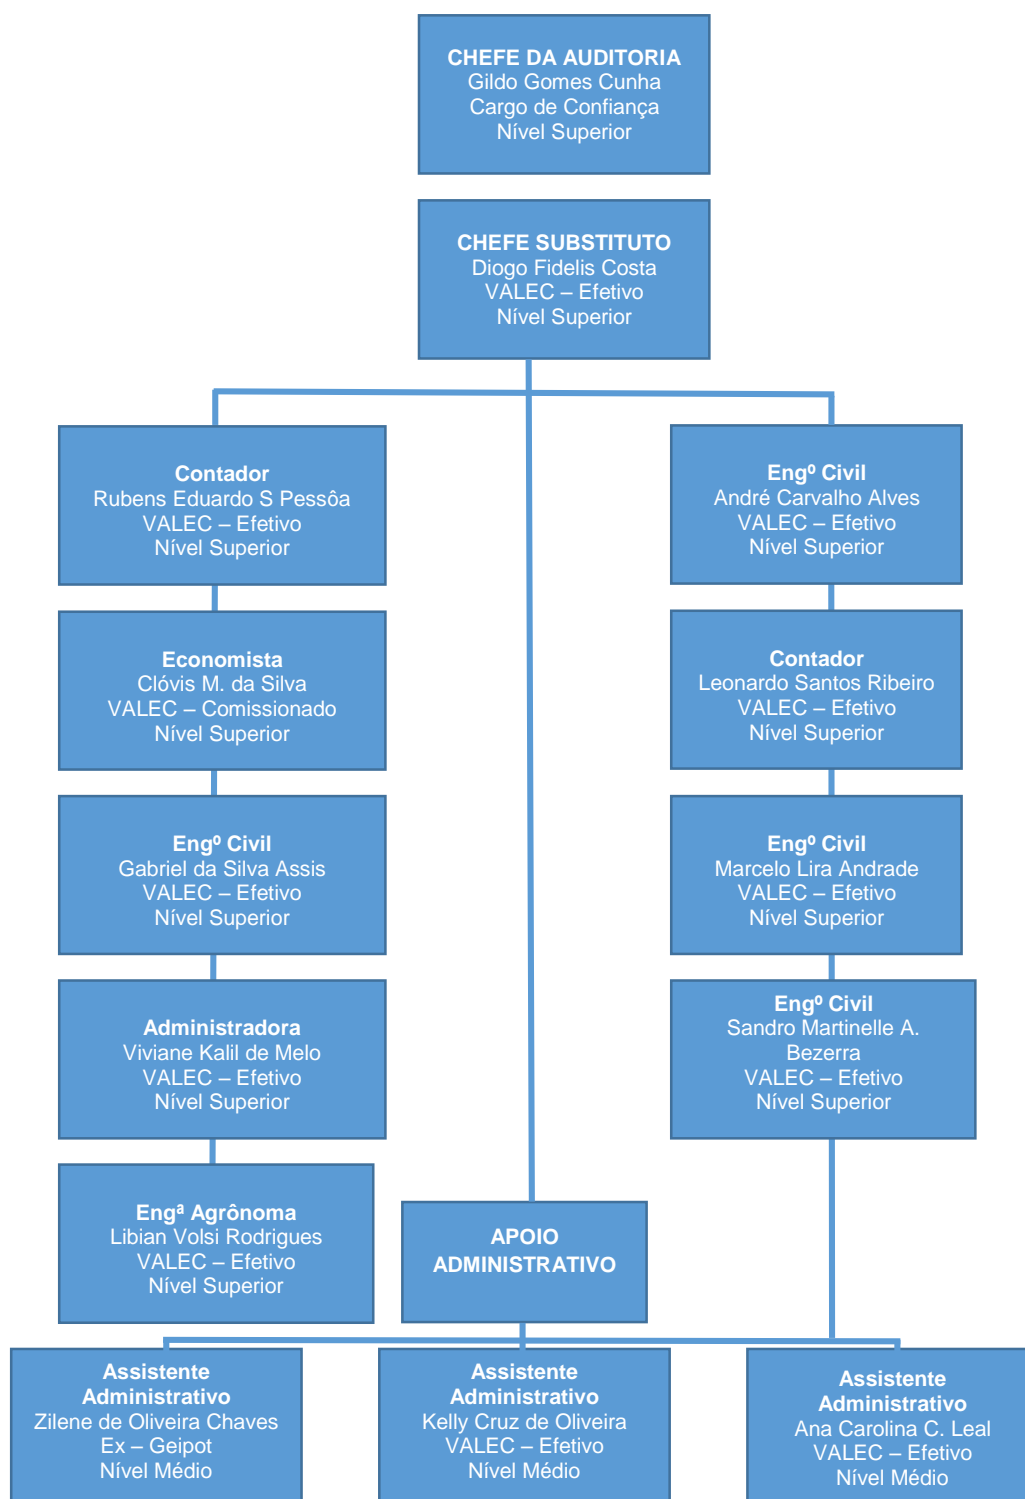 CHEFE DA AUDITORIA
Gildo Gomes Cunha
Cargo de Confiança
Nível Superior
CHEFE SUBSTITUTO
Diogo Fidelis Costa
VALEC – Efetivo
Nível Superior
Contador
Rubens Eduardo S Pessôa
VALEC – Efetivo
Nível Superior
Economista
Clóvis M. da Silva
VALEC – Comissionado
Nível Superior
Engº Civil
Gabriel da Silva Assis
VALEC – Efetivo
Nível Superior
Administradora
Viviane Kalil de Melo
VALEC – Efetivo
Nível Superior
Engª Agrônoma
Libian Volsi Rodrigues
VALEC – Efetivo
Nível Superior
Engº Civil
André Carvalho Alves
VALEC – Efetivo
Nível Superior
Contador
Leonardo Santos Ribeiro
VALEC – Efetivo
Nível Superior
Engº Civil
Marcelo Lira Andrade
VALEC – Efetivo
Nível Superior
Engº Civil
Sandro Martinelle A.
Bezerra
VALEC – Efetivo
Nível Superior
APOIO
ADMINISTRATIVO
Assistente
Administrativo
Zilene de Oliveira Chaves
Ex – Geipot
Nível Médio
Assistente
Administrativo
Kelly Cruz de Oliveira
VALEC – Efetivo
Nível Médio
Assistente
Administrativo
Ana Carolina C. Leal
VALEC – Efetivo
Nível Médio